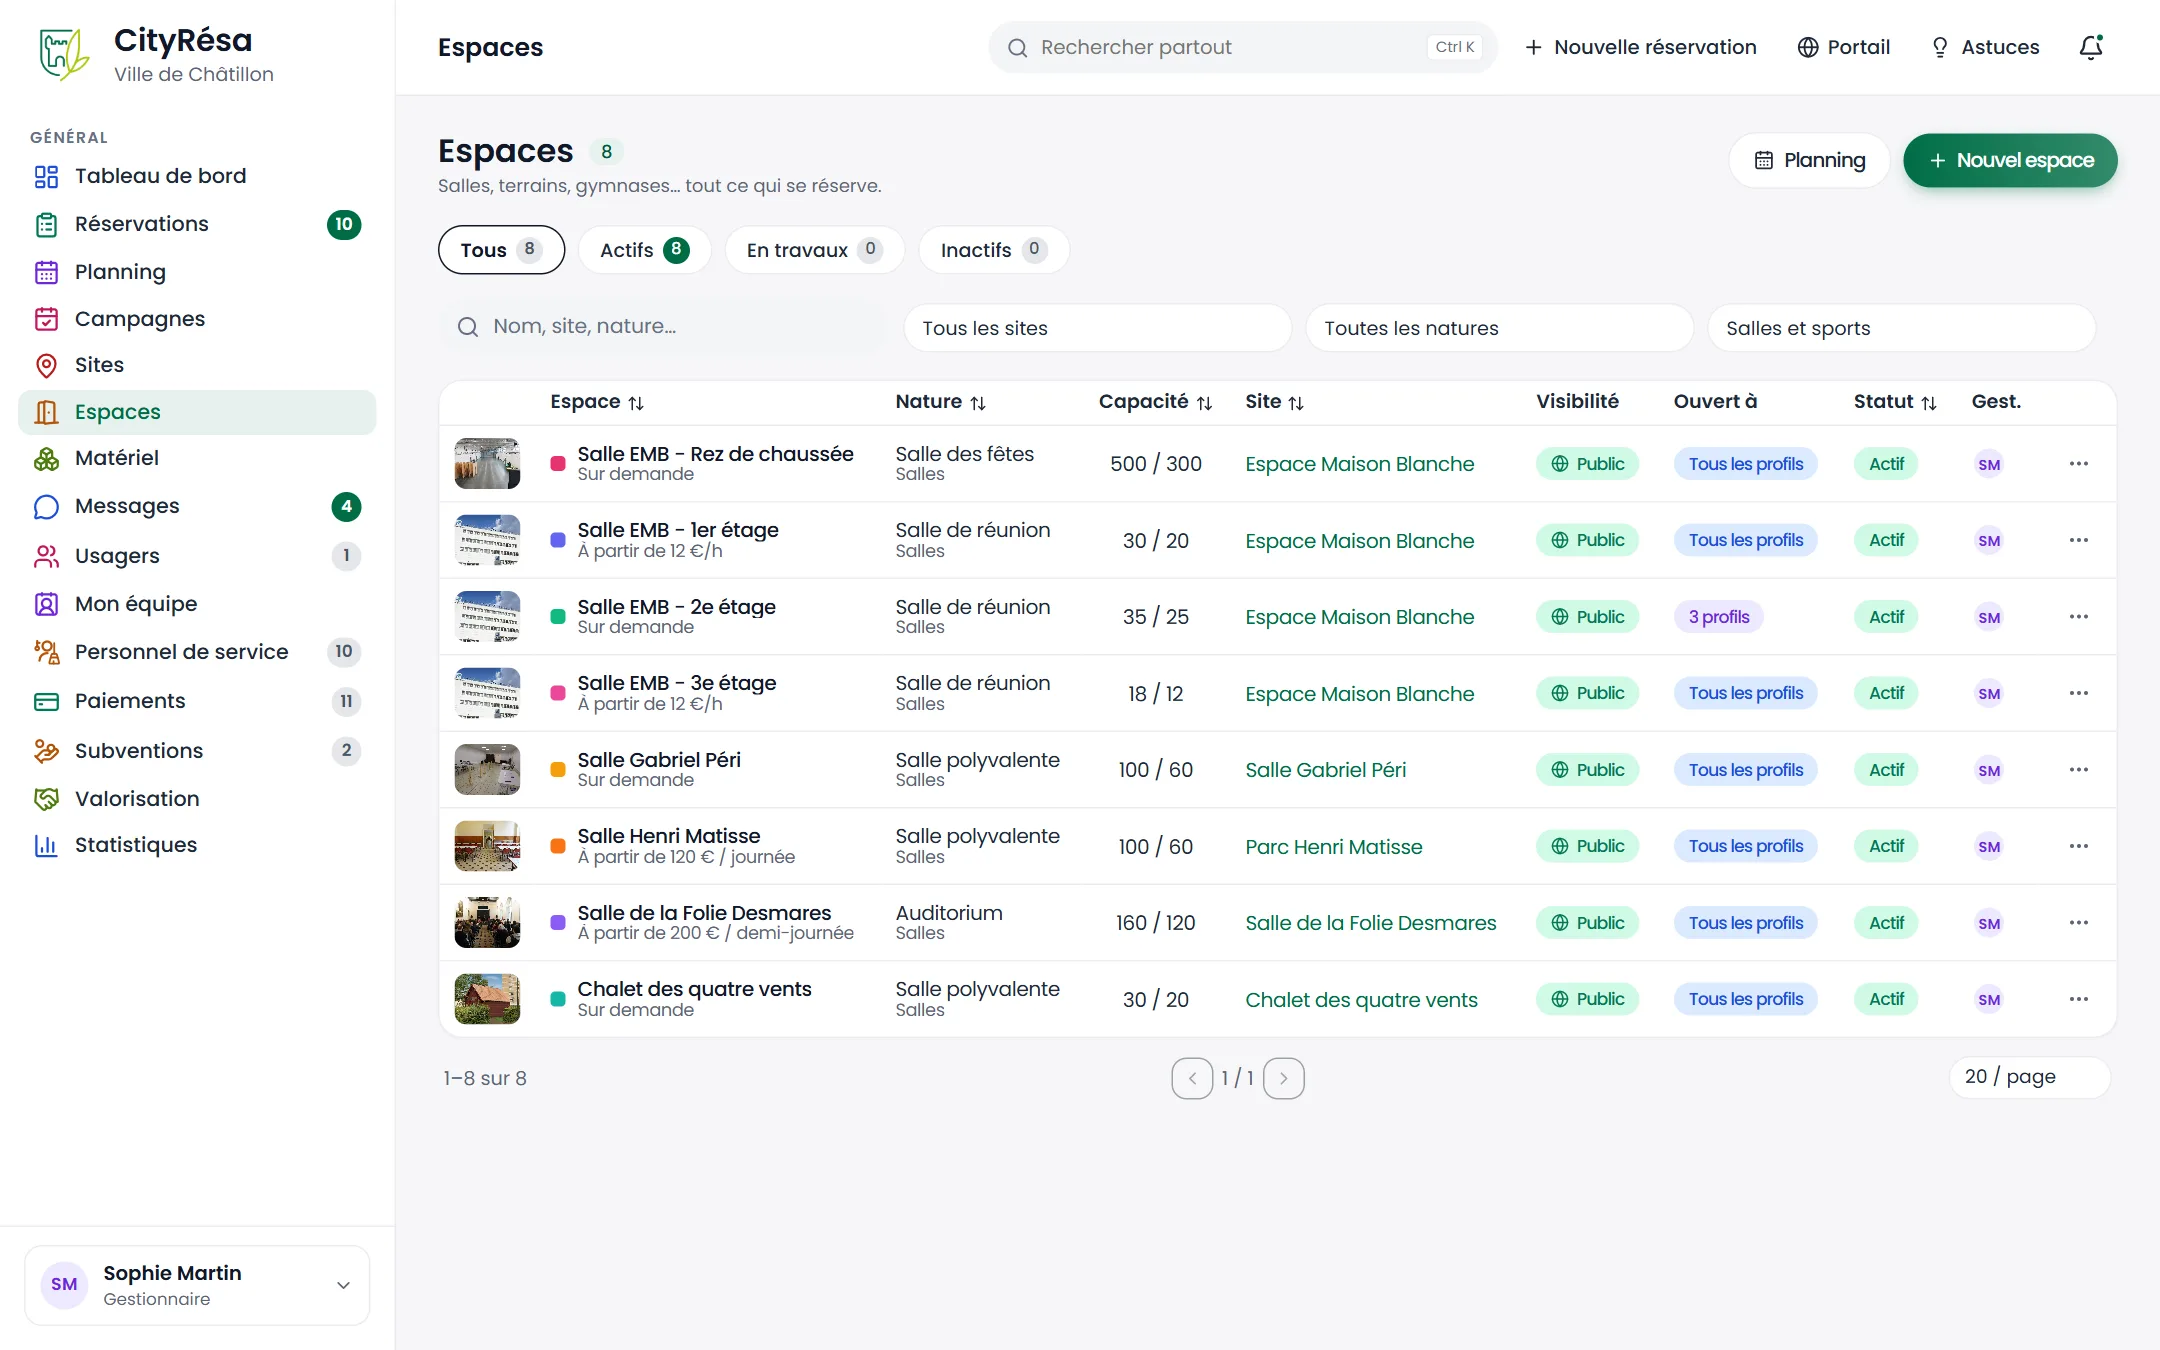 CityRésa
Ville de Châtillon
GÉNÉRAL
Tableau de bord
Réservations 10
Planning
Campagnes
Sites
Espaces
Matériel
Messages 4
Usagers 1
Mon équipe
Personnel de service 10
Paiements 11
Subventions 2
Valorisation
Statistiques
SM Sophie Martin
Gestionnaire
Espaces
Rechercher partout Ctrl K
Nouvelle réservation
Portail
Astuces
Espaces 8
Salles, terrains, gymnases... tout ce qui se réserve.
Planning
+ Nouvel espace
Tous 8 Actifs 8 En travaux 0 Inactifs 0
Nom, site, nature... Tous les sites Toutes les natures Salles et sports
Espace Nature Capacité Site Visibilité Ouvert à Statut Gest.
Salle EMB - Rez de chaussée Salle des fêtes 500 / 300 Espace Maison Blanche Public Tous les profils Actif SM
Sur demande Salles
Salle EMB - 1er étage Salle de réunion 30 / 20 Espace Maison Blanche Public Tous les profils Actif SM
À partir de 12 €/h Salles
Salle EMB - 2e étage Salle de réunion 35 / 25 Espace Maison Blanche Public 3 profils Actif SM
Sur demande Salles
Salle EMB - 3e étage Salle de réunion 18 / 12 Espace Maison Blanche Public Tous les profils Actif SM
À partir de 12 €/h Salles
Salle Gabriel Péri Salle polyvalente 100 / 60 Salle Gabriel Péri Public Tous les profils Actif SM
Sur demande Salles
Salle Henri Matisse Salle polyvalente 100 / 60 Parc Henri Matisse Public Tous les profils Actif SM
À partir de 120 € / journée Salles
Salle de la Folie Desmares Auditorium 160 / 120 Salle de la Folie Desmares Public Tous les profils Actif SM
À partir de 200 € / demi-journée Salles
Chalet des quatre vents Salle polyvalente 30 / 20 Chalet des quatre vents Public Tous les profils Actif SM
Sur demande Salles
1–8 sur 8 1 / 1 20 / page